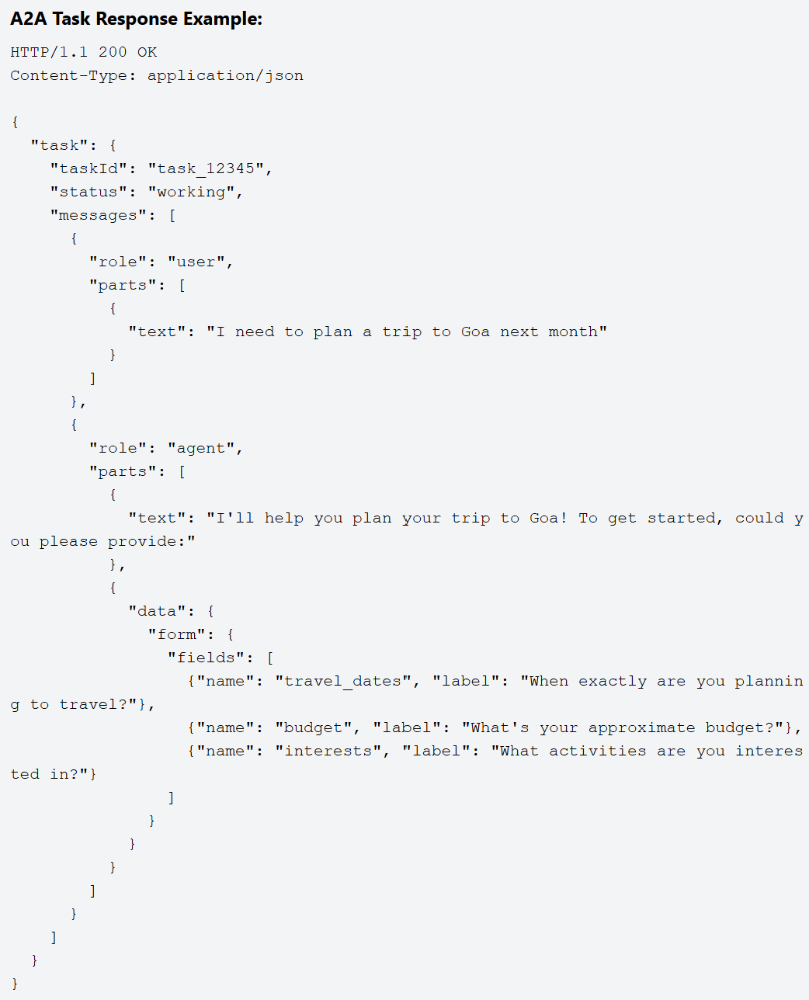 A2A Task Response Example:
HTTP/1.1 200 OK
Content-Type: application/json

{
  "task": {
    "taskId": "task_12345",
    "status": "working",
    "messages": [
      {
        "role": "user",
        "parts": [
          {
            "text": "I need to plan a trip to Goa next month"
          }
        ]
      },
      {
        "role": "agent",
        "parts": [
          {
            "text": "I'll help you plan your trip to Goa! To get started, could y
ou please provide:"
          },
          {
            "data": {
              "form": {
                "fields": [
                  {"name": "travel_dates", "label": "When exactly are you plannin
g to travel?"},
                  {"name": "budget", "label": "What's your approximate budget?"},
                  {"name": "interests", "label": "What activities are you interes
ted in?"}
                ]
              }
            }
          }
        ]
      }
    ]
  }
}